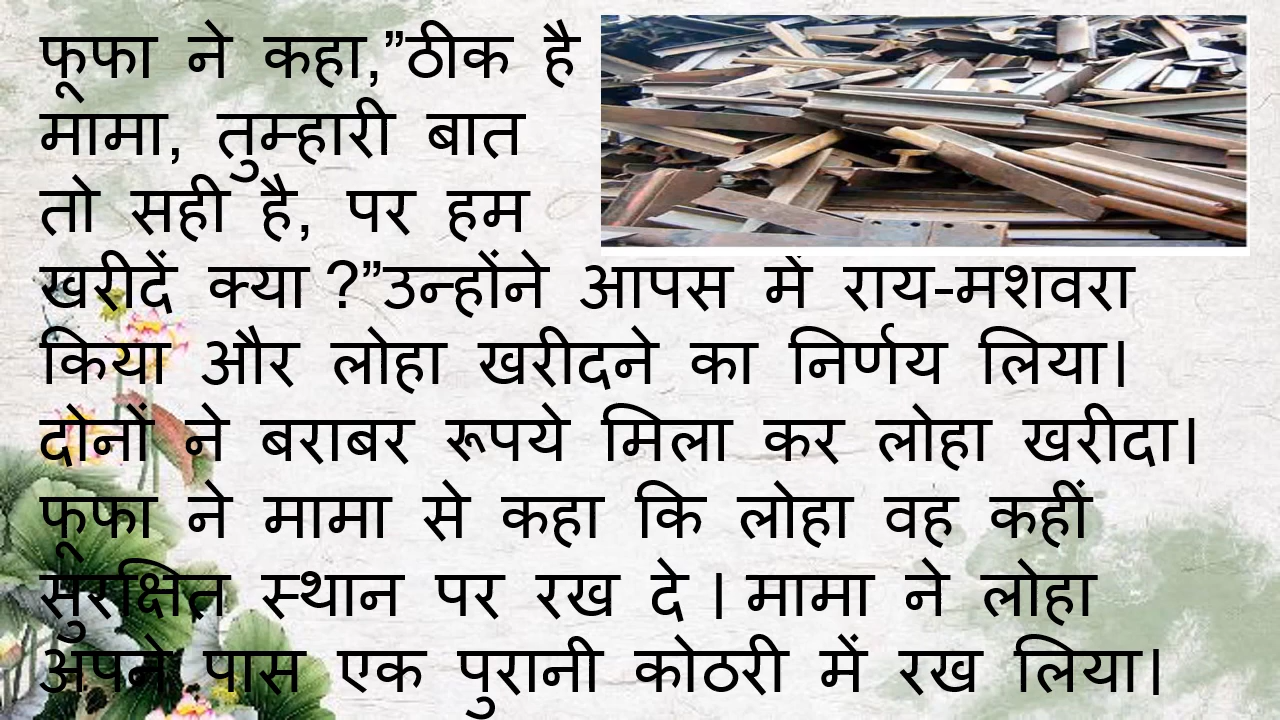 फूफा ने कहा,”ठीक है
मामा, तुम्हारी बात
तो सही है, पर हम
खरीदें क्या ?”उन्होंने आपस में राय-मशवरा
किया और लोहा खरीदने का निर्णय लिया।
दोनों ने बराबर रूपये मिला कर लोहा खरीदा।
फूफा ने मामा से कहा कि लोहा वह कहीं
सुरक्षित स्थान पर रख दे । मामा ने लोहा
अपने पास एक पुरानी कोठरी में रख लिया।